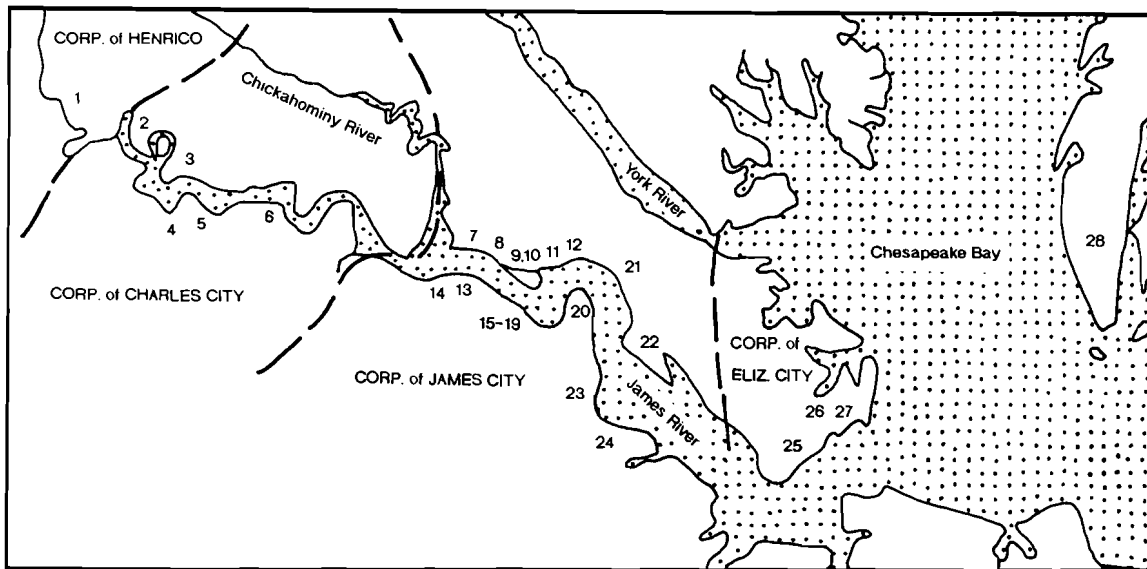 CORP. of HENRICO
1
2
3
4
5
6
Chickahominy River
CORP. of CHARLES CITY
York River
7
8
9,10
11
12
21
14
13
15-19
20
22
CORP. of JAMES CITY
23
24
James River
CORP. of
ELIZ. CITY
26
27
25
Chesapeake Bay
28